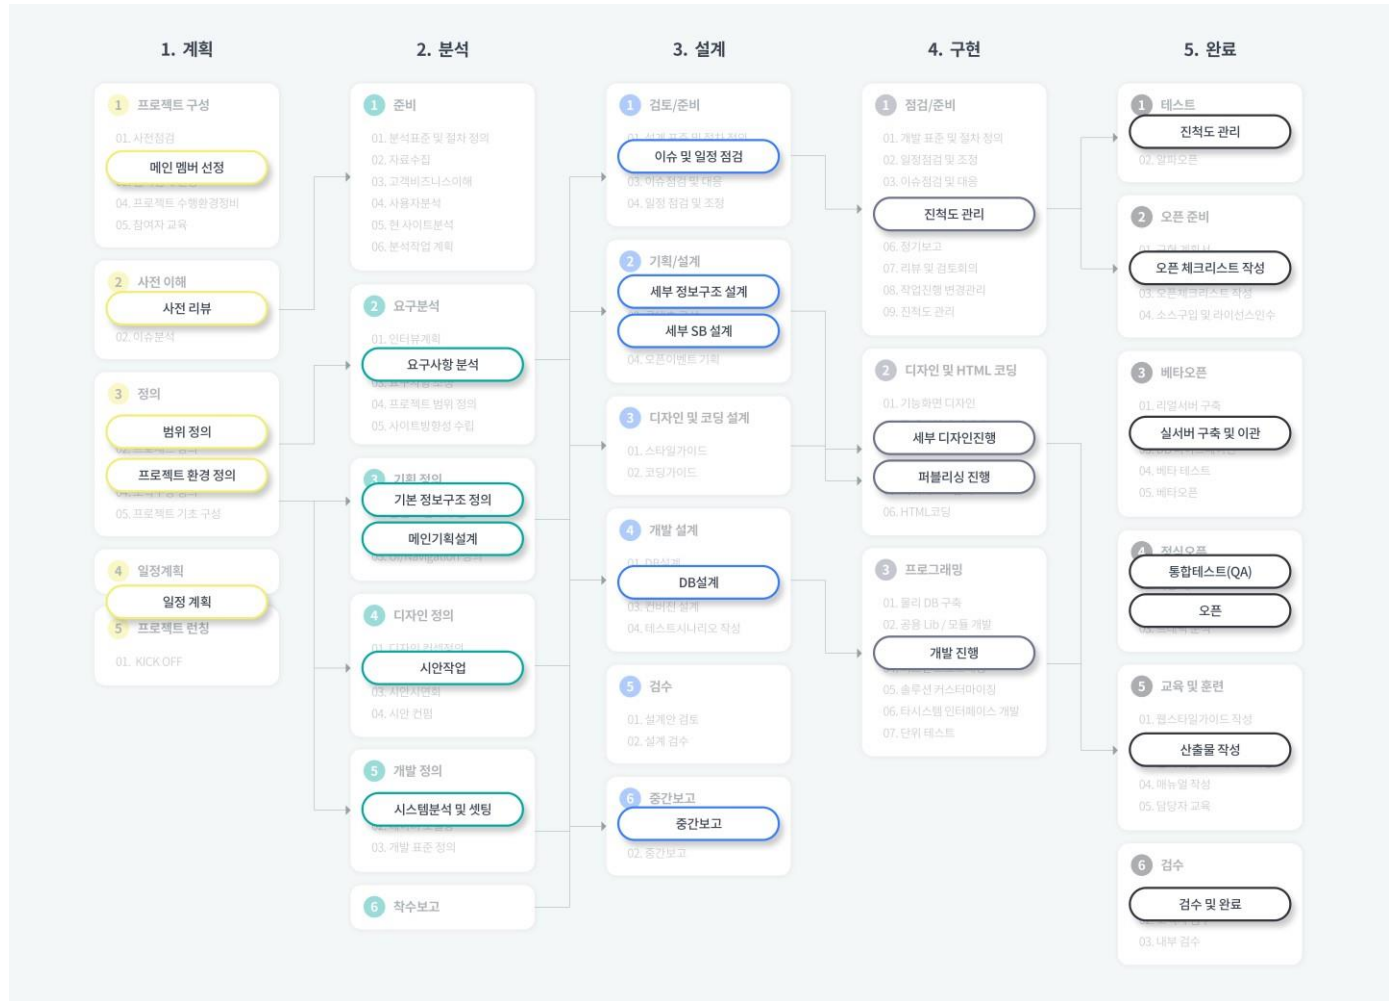 1. 계획
1 프로젝트 구성
01. 사전점검
메인 멤버 선정
04. 프로젝트 수행환경정비
05. 참여자 교육
2 사전 이해
사전 리뷰
02. 이슈분석
3 정의
범위 정의
프로젝트 환경 정의
05. 프로젝트 기초 구성
4 일정계획
일정 계획
5 프로젝트 런칭
01. KICK OFF
2. 분석
1 준비
01. 분석표준 및 절차 정의
02. 자료수집
03. 고객비즈니스이해
04. 사용자분석
05. 현 사이트분석
06. 분석작업 계획
2 요구분석
01. 인터뷰계획
요구사항 분석
04. 프로젝트 범위 정의
05. 사이트방향성 수립
3 기획 정의
기본 정보구조 정의
메인기획설계
4 디자인 정의
01. 디자인 컨셉정의
시안작업
03. 시안시연회
04. 시안 컨펌
5 개발 정의
시스템분석 및 셋팅
03. 개발 표준 정의
6 착수보고
3. 설계
1 검토/준비
01. 설계 표준 및 절차 정의
이슈 및 일정 점검
03. 이슈점검 및 대응
04. 일정 점검 및 조정
2 기획/설계
세부 정보구조 설계
세부 SB 설계
04. 오픈이벤트 기획
3 디자인 및 코딩 설계
01. 스타일가이드
02. 코딩가이드
4 개발 설계
01. DB설계
DB설계
03. 컨버전 설계
04. 테스트시나리오 작성
5 검수
01. 설계안 검토
02. 설계 검수
6 중간보고
중간보고
02. 중간보고
4. 구현
1 점검/준비
01. 개발 표준 및 절차 정의
02. 일정점검 및 조정
03. 이슈점검 및 대응
진척도 관리
06. 정기보고
07. 리뷰 및 검토회의
08. 작업진행 변경관리
09. 진척도 관리
2 디자인 및 HTML 코딩
01. 기능화면 디자인
세부 디자인진행
퍼블리싱 진행
06. HTML코딩
3 프로그래밍
01. 물리 DB 구축
02. 공용 Lib / 모듈 개발
개발 진행
05. 솔루션 커스터마이징
06. 타시스템 인터페이스 개발
07. 단위 테스트
5. 완료
1 테스트
진척도 관리
02. 알파오픈
2 오픈 준비
오픈 체크리스트 작성
03. 오픈체크리스트 작성
04. 소스구입 및 라이선스인수
3 베타오픈
01. 리얼서버 구축
실서버 구축 및 이관
04. 베타 테스트
05. 베타오픈
4 정식오픈
통합테스트(QA)
오픈
5 교육 및 훈련
01. 웹스타일가이드 작성
산출물 작성
04. 매뉴얼 작성
05. 담당자 교육
6 검수
검수 및 완료
03. 내부 검수